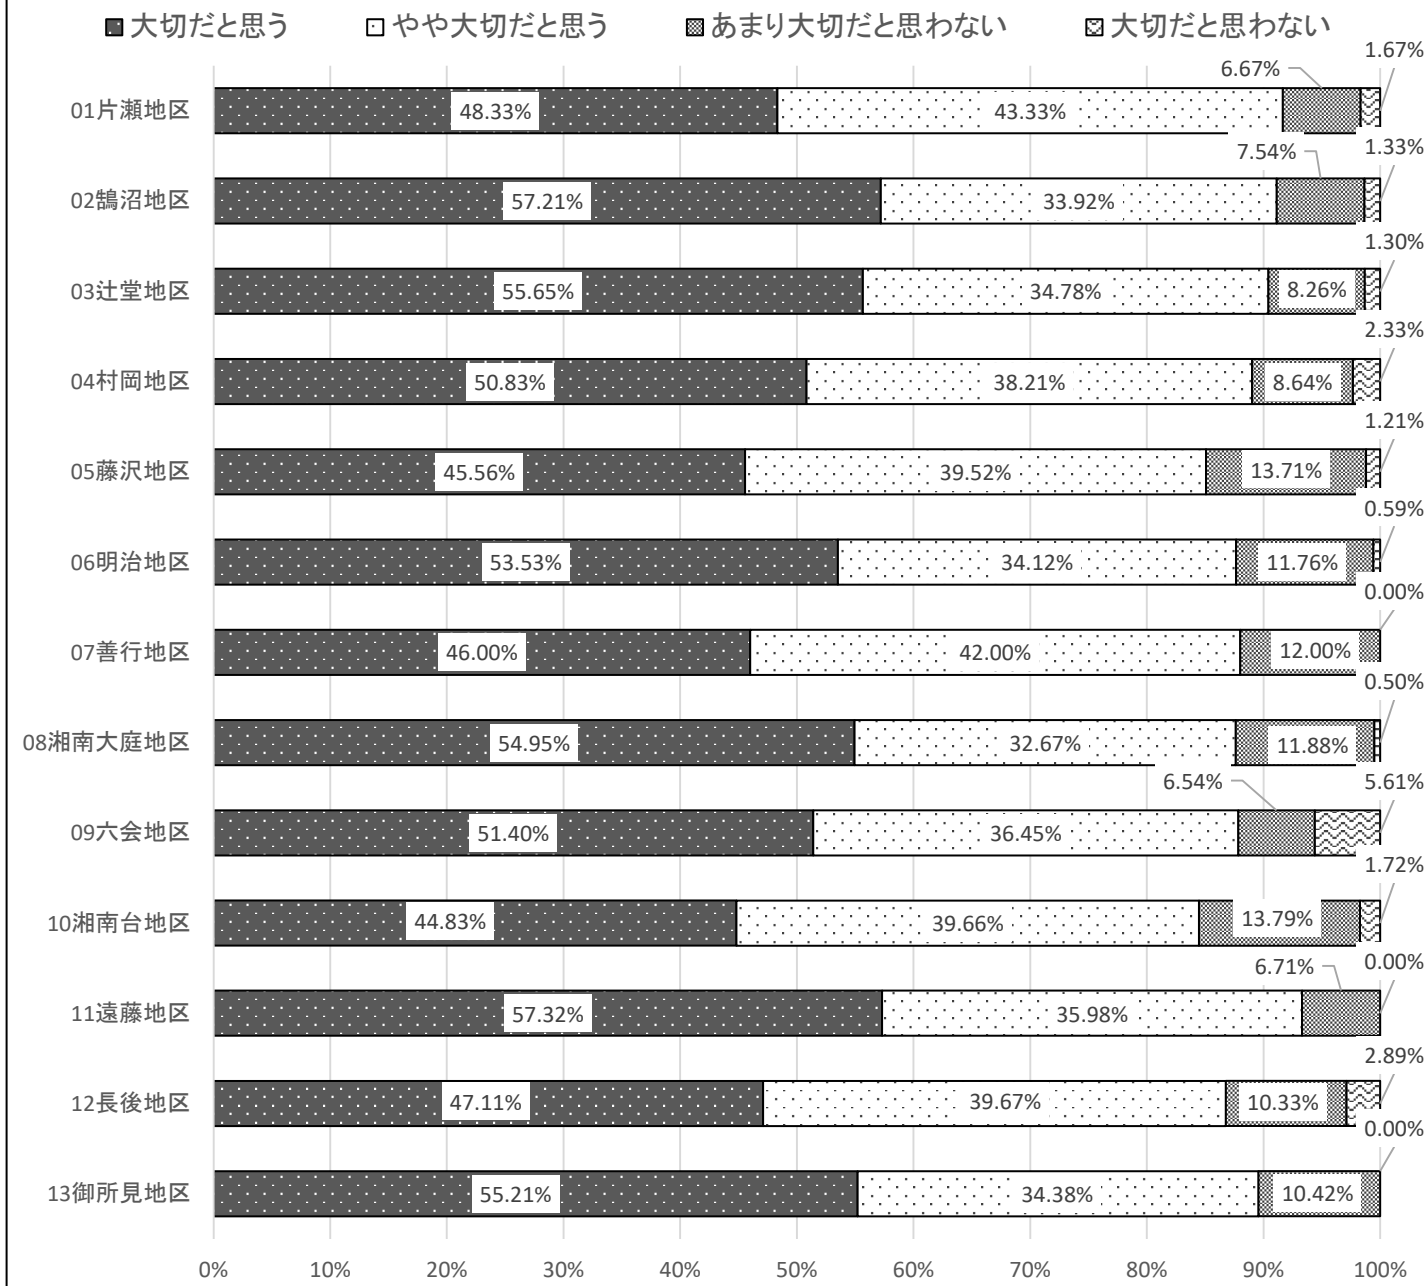 大切だと思う やや大切だと思う あまり大切だと思わない 大切だと思わない
01片瀬地区 48.33% 43.33% 6.67% 1.67%
02鵠沼地区 57.21% 33.92% 7.54% 1.33%
03辻堂地区 55.65% 34.78% 8.26% 1.30%
04村岡地区 50.83% 38.21% 8.64% 2.33%
05藤沢地区 45.56% 39.52% 13.71% 1.21%
06明治地区 53.53% 34.12% 11.76% 0.59%
07善行地区 46.00% 42.00% 12.00% 0.00%
08湘南大庭地区 54.95% 32.67% 11.88% 0.50%
09六会地区 51.40% 36.45% 6.54% 5.61%
10湘南台地区 44.83% 39.66% 13.79% 1.72%
11遠藤地区 57.32% 35.98% 6.71% 0.00%
12長後地区 47.11% 39.67% 10.33% 2.89%
13御所見地区 55.21% 34.38% 10.42% 0.00%
0% 10% 20% 30% 40% 50% 60% 70% 80% 90% 100%